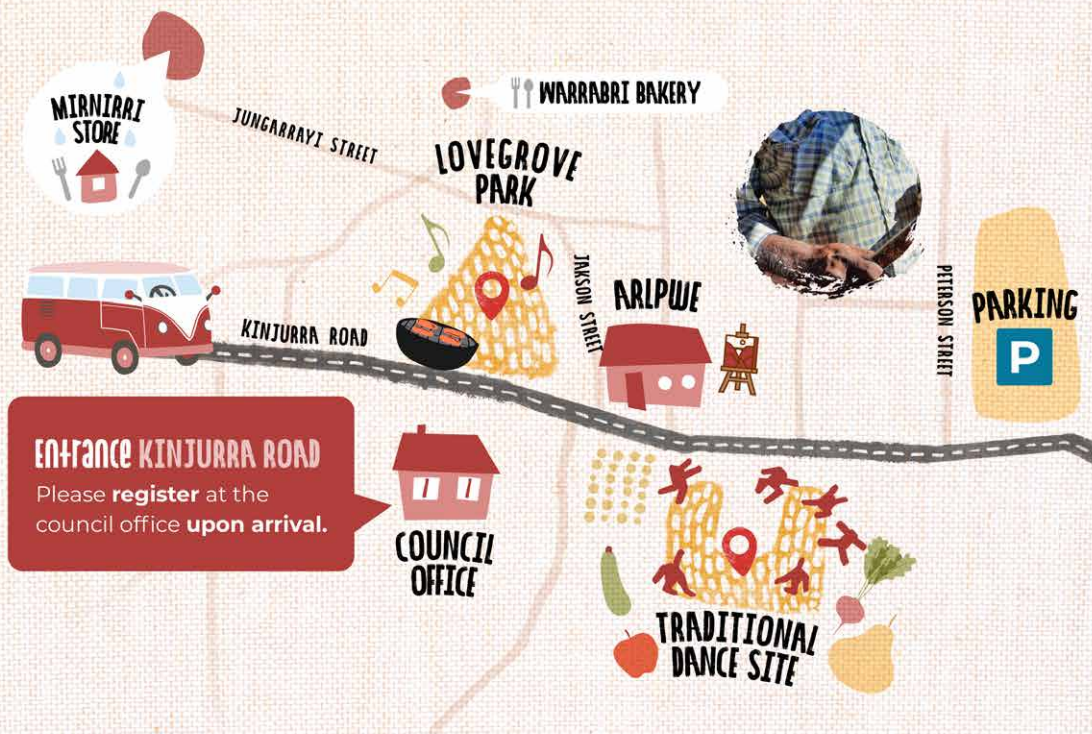 MIRNIRRI
STORE
JUNGARRAYI STREET
WARRABRI BAKERY
LOVEGROVE
PARK
KINJURRA ROAD
JAKSON STREET
ARLPWE
PETERSON STREET
PARKING
P
Entrance KINJURRA ROAD
Please register at the
council office upon arrival.
COUNCIL
OFFICE
TRADITIONAL
DANCE SITE